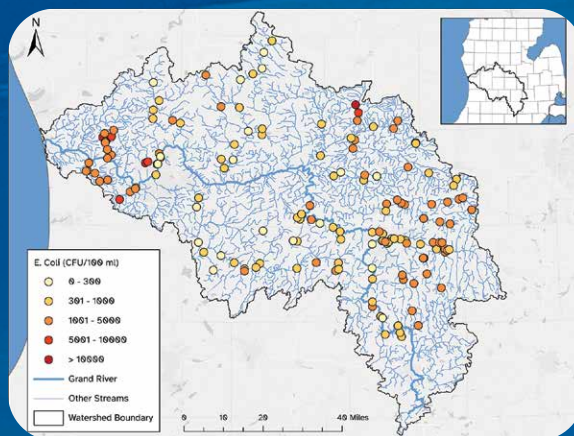 N
E. Coli (CFU/100 ml)
0 - 300
301 - 1000
1001 - 5000
5001 - 10000
> 10000
Grand River
Other Streams
Watershed Boundary
0 10 20 40 Miles